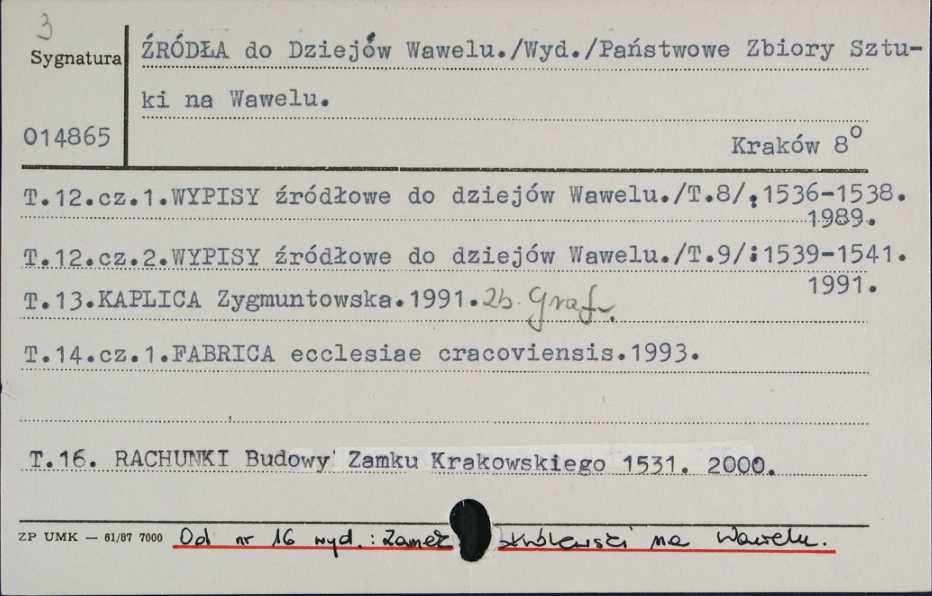 3
Sygnatura
ŹRÓDŁA do Dziejów Wawelu./Wyd./Państwowe Zbiory Sztu-
ki na Wawelu.
014865
Kraków 8°
T.12.cz.1.WYPISY źródłowe do dziejów Wawelu./T.8/:1536-1538.
1989.
T.12.cz.2.WYPISY źródłowe do dziejów Wawelu./T.9/:1539-1541.
1991.
T.13.KAPLICA Zygmuntowska.1991. Zb. Graf.
T.14.cz.1.FABRICA ecclesiae cracoviensis.1993.
T.16. RACHUNKI Budowy Zamku Krakowskiego 1531. 2000.
ZP UMK — 61/87 7000 Od nr 16 wyd.: Zamek Królewski na Wawelu.